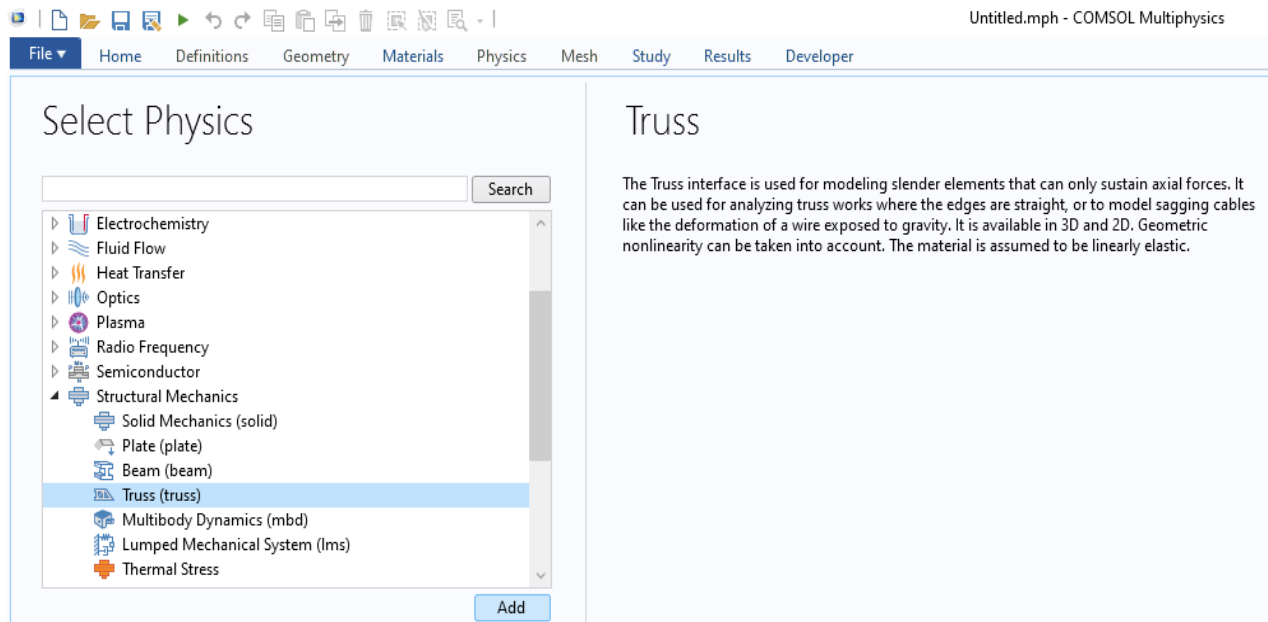 Untitled.mph - COMSOL Multiphysics
File Home Definitions Geometry Materials Physics Mesh Study Results Developer
Select Physics
Search
Electrochemistry
Fluid Flow
Heat Transfer
Optics
Plasma
Radio Frequency
Semiconductor
Structural Mechanics
Solid Mechanics (solid)
Plate (plate)
Beam (beam)
Truss (truss)
Multibody Dynamics (mbd)
Lumped Mechanical System (lms)
Thermal Stress
Add
Truss
The Truss interface is used for modeling slender elements that can only sustain axial forces. It
can be used for analyzing truss works where the edges are straight, or to model sagging cables
like the deformation of a wire exposed to gravity. It is available in 3D and 2D. Geometric
nonlinearity can be taken into account. The material is assumed to be linearly elastic.